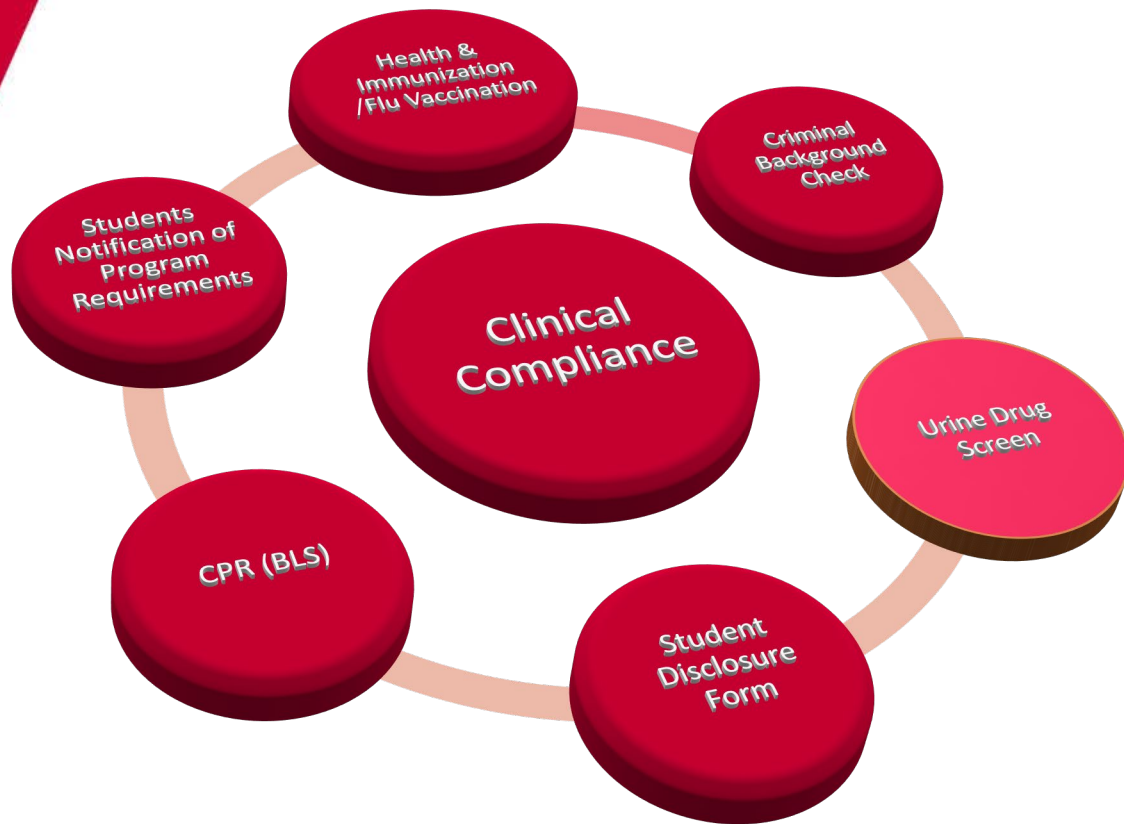 Health &
Immunization
/Flu Vaccination
Criminal
Background
Check
Students
Notification of
Program
Requirements
Clinical
Compliance
Urine Drug
Screen
CPR (BLS)
Student
Disclosure
Form